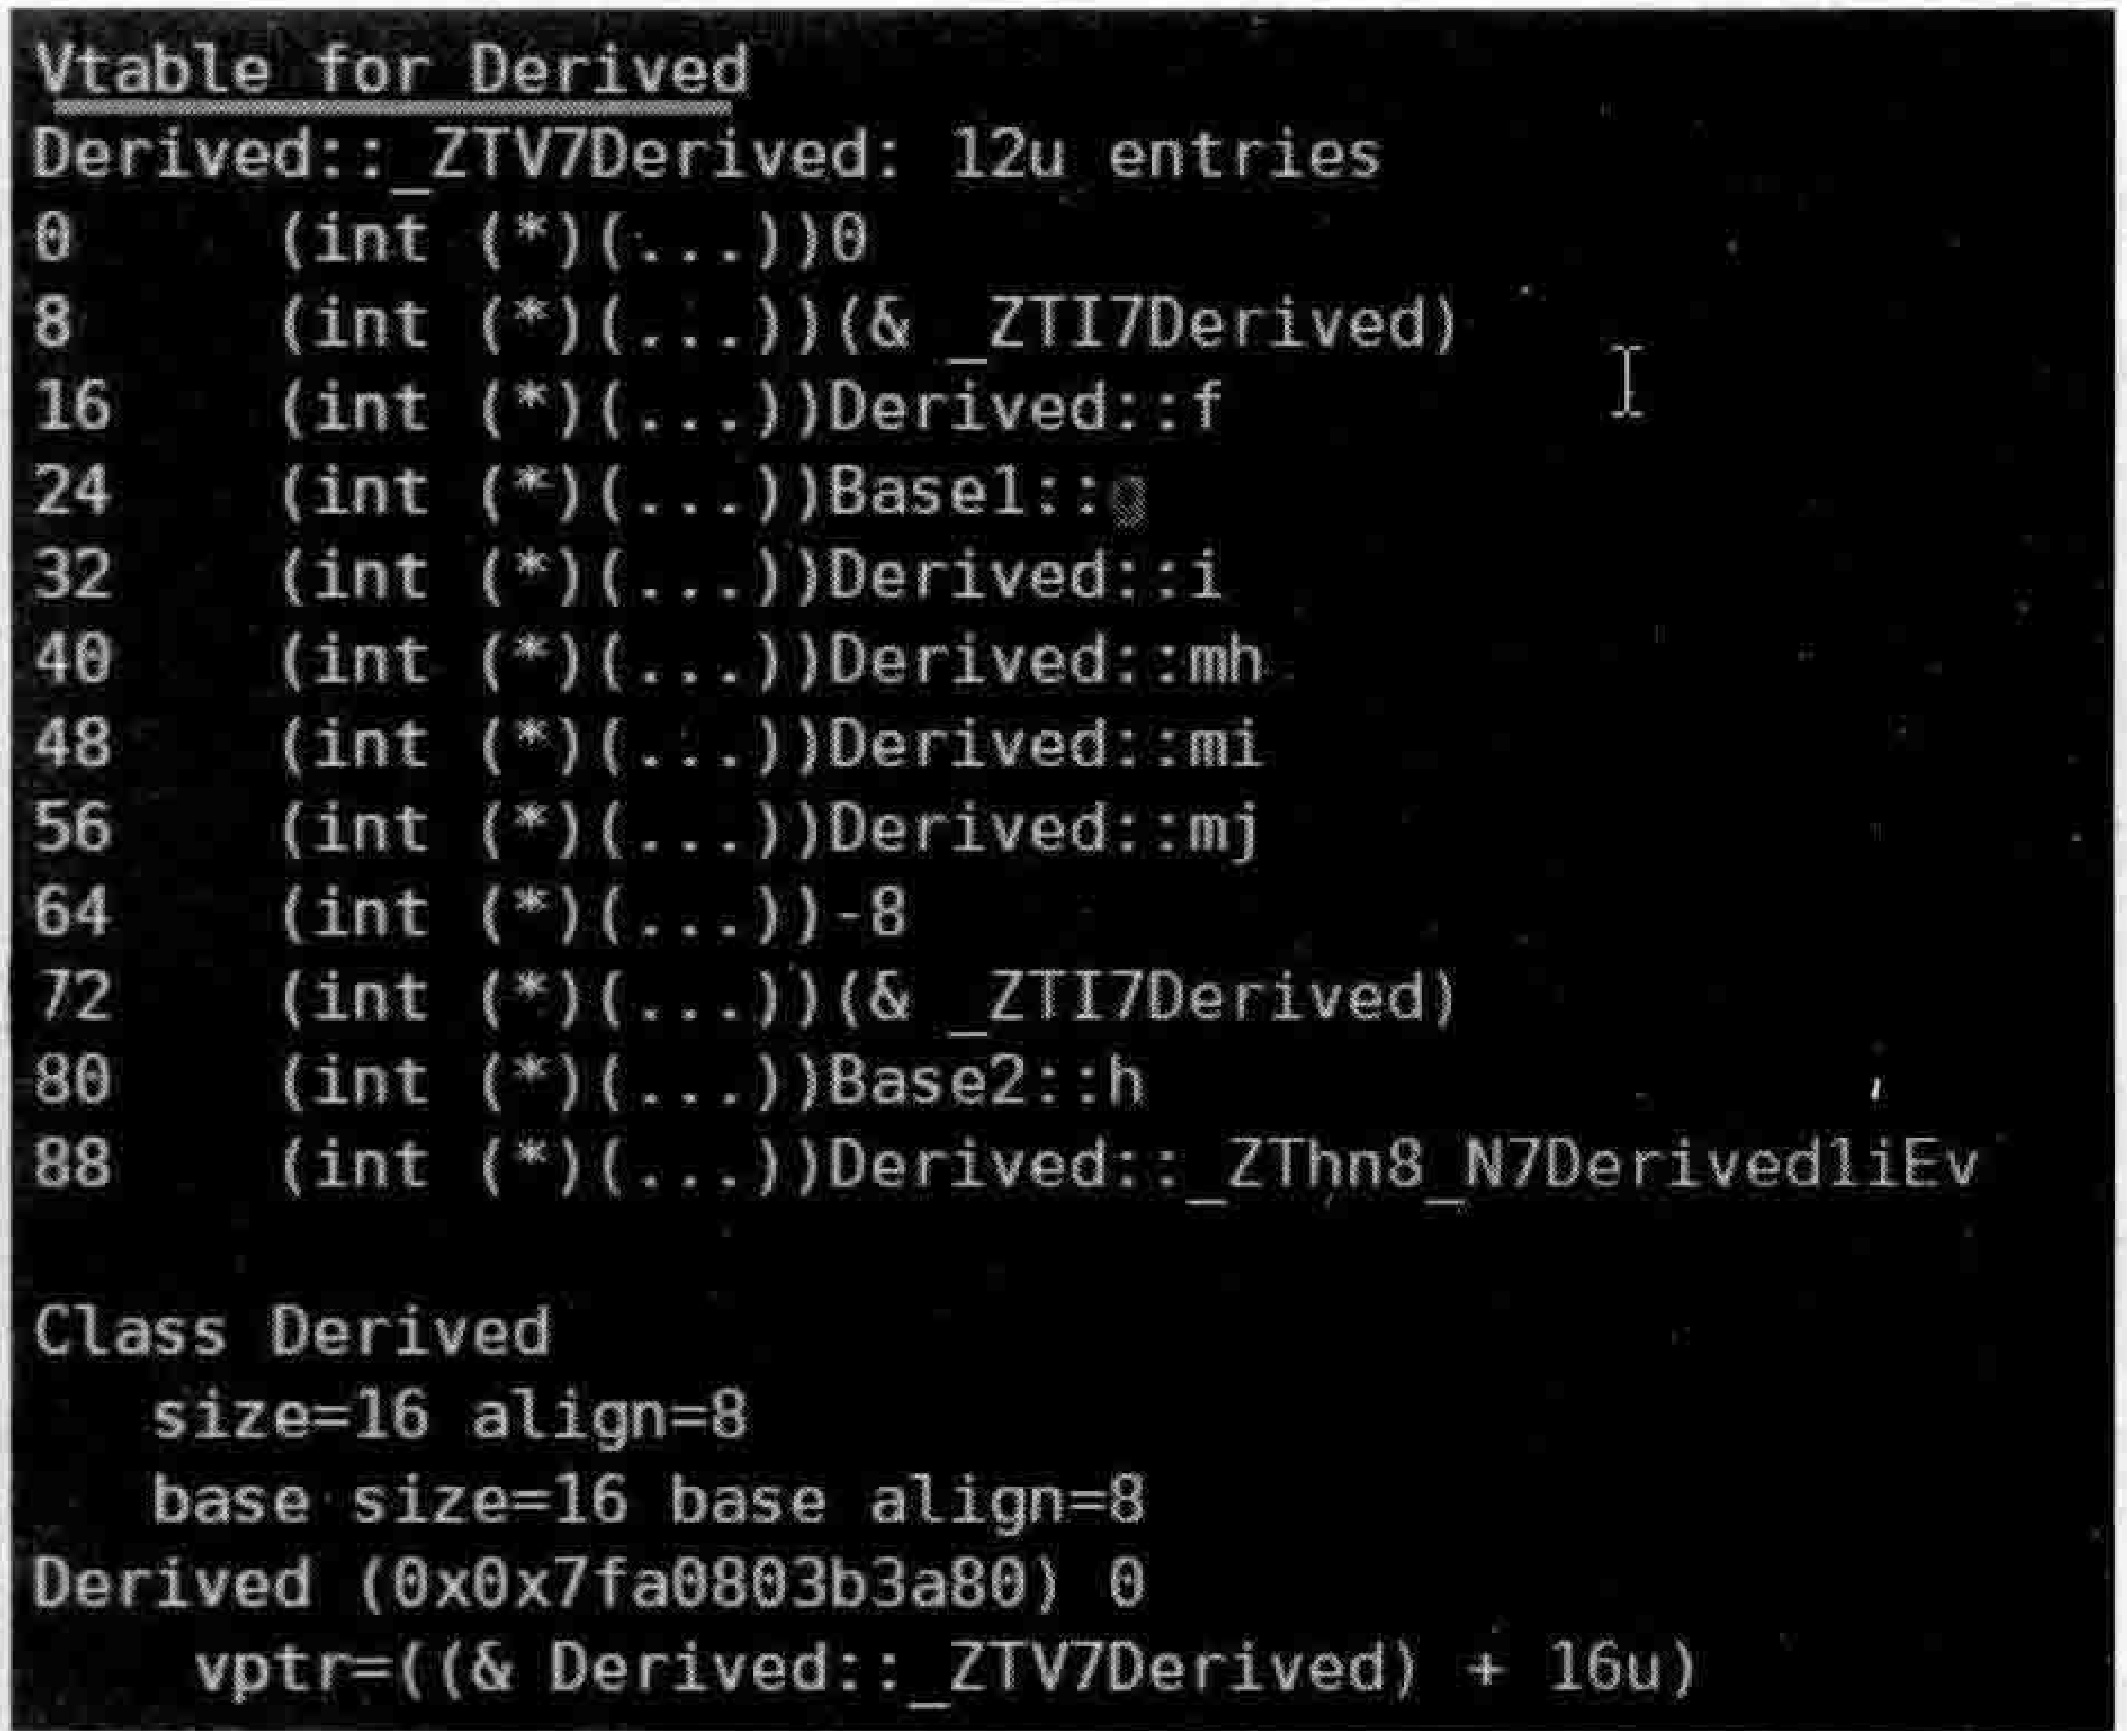 Vtable for Derived
Derived::_ZTV7Derived: 12u entries
0 (int (*)(...))0
8 (int (*)(...))(& _ZTI7Derived)
16 (int (*)(...))Derived::f
24 (int (*)(...))Base1::g
32 (int (*)(...))Derived::i
40 (int (*)(...))Derived::mh
48 (int (*)(...))Derived::mi
56 (int (*)(...))Derived::mj
64 (int (*)(...))-8
72 (int (*)(...))(& _ZTI7Derived)
80 (int (*)(...))Base2::h
88 (int (*)(...))Derived::_ZThn8_N7Derived1iEv
Class Derived
size=16 align=8
base size=16 base align=8
Derived (0x0x7fa0803b3a80) 0
vptr=((& Derived::_ZTV7Derived) + 16u)